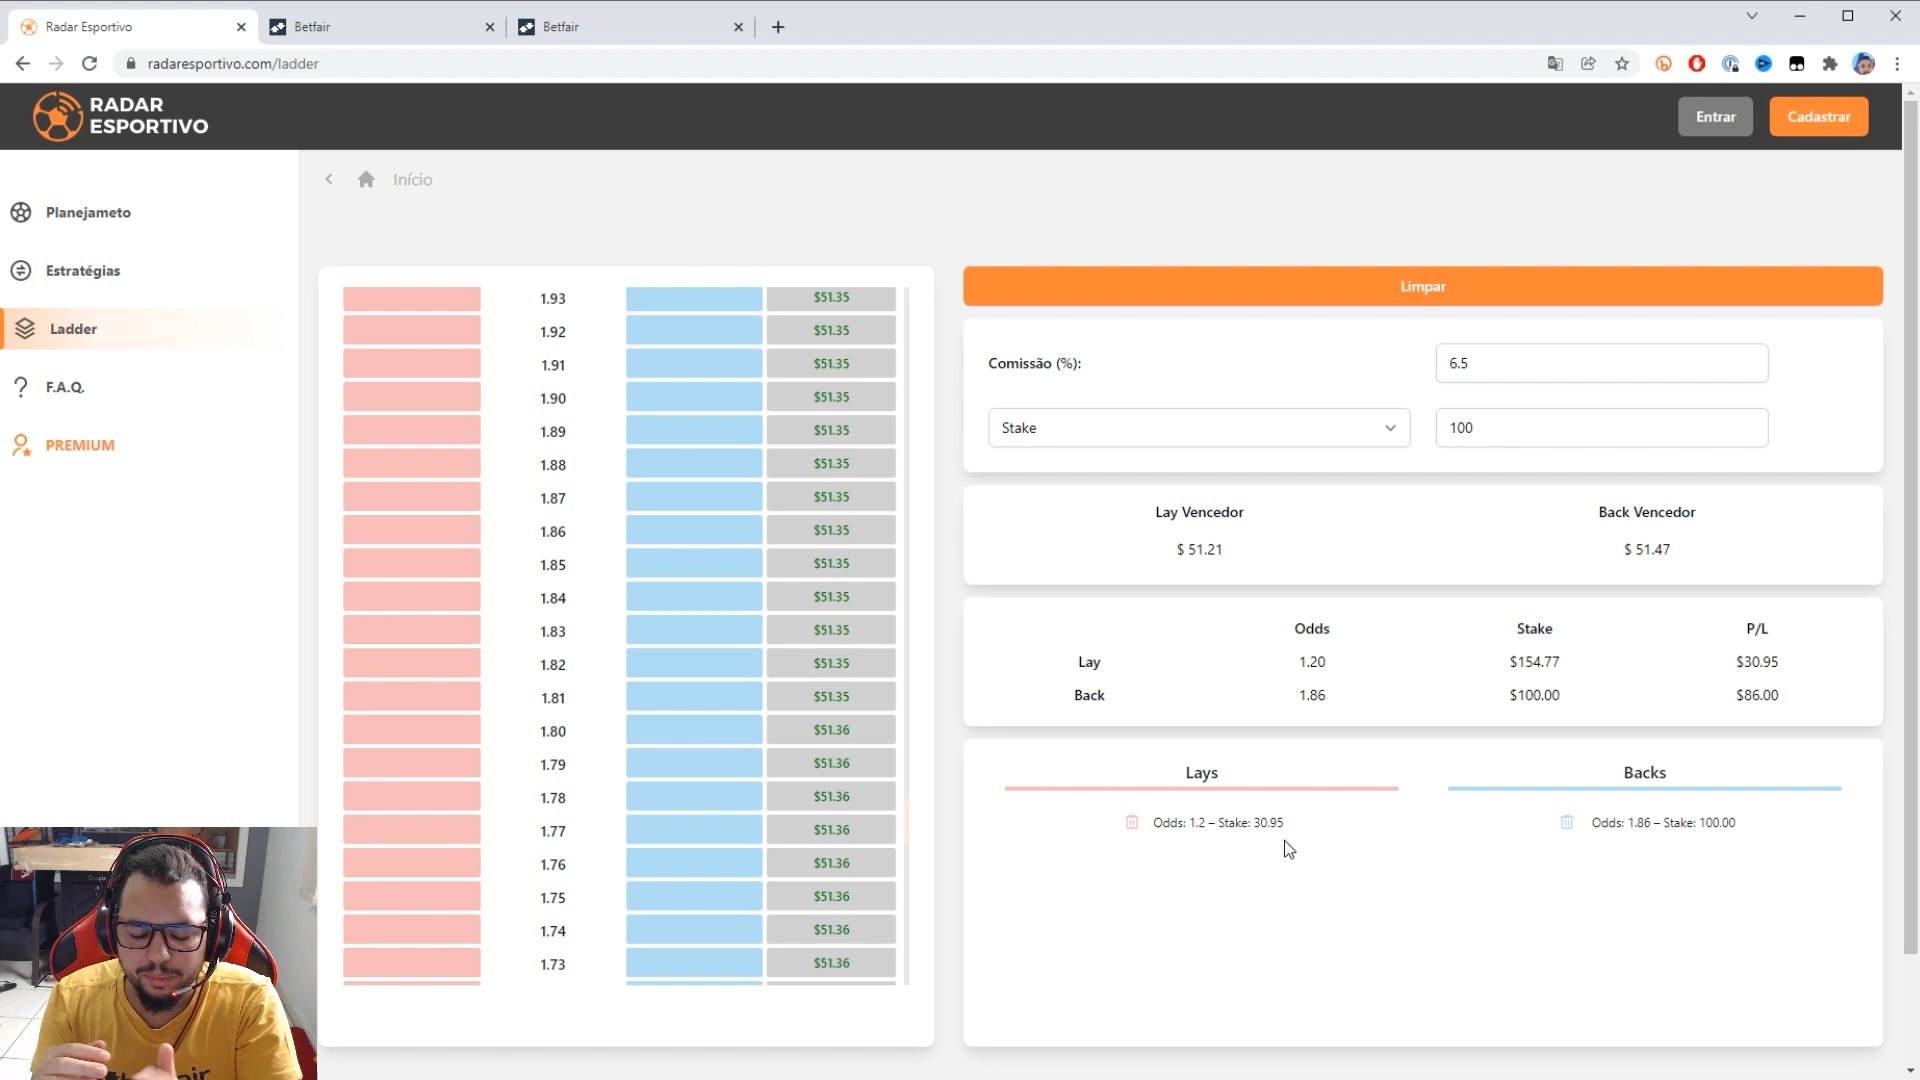 Radar Esportivo
Betfair
Betfair
radaresportivo.com/ladder
RADAR
ESPORTIVO
Entrar
Cadastrar
Início
Planejameto
Estratégias
Ladder
F.A.Q.
PREMIUM
1.93 $51.35
1.92 $51.35
1.91 $51.35
1.90 $51.35
1.89 $51.35
1.88 $51.35
1.87 $51.35
1.86 $51.35
1.85 $51.35
1.84 $51.35
1.83 $51.35
1.82 $51.35
1.81 $51.35
1.80 $51.36
1.79 $51.36
1.78 $51.36
1.77 $51.36
1.76 $51.36
1.75 $51.36
1.74 $51.36
1.73 $51.36
Limpar
Comissão (%): 6.5
Stake 100
Lay Vencedor Back Vencedor
$ 51.21 $ 51.47
Odds Stake P/L
Lay 1.20 $154.77 $30.95
Back 1.86 $100.00 $86.00
Lays Backs
Odds: 1.2 – Stake: 30.95 Odds: 1.86 – Stake: 100.00